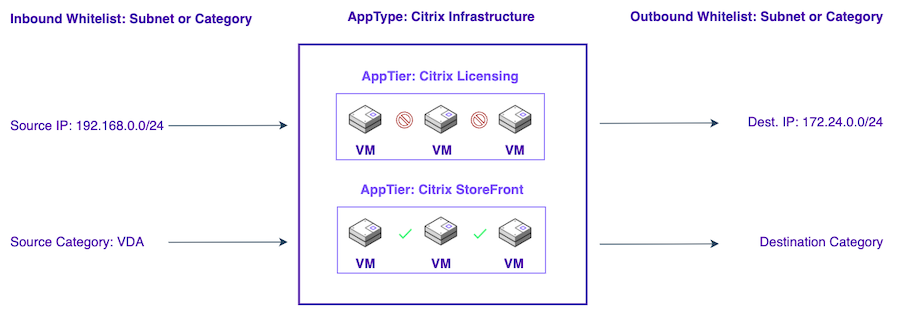 Inbound Whitelist: Subnet or Category
AppType: Citrix Infrastructure
Outbound Whitelist: Subnet or Category
AppTier: Citrix Licensing
Source IP: 192.168.0.0/24
Dest. IP: 172.24.0.0/24
VM VM VM
AppTier: Citrix StoreFront
Source Category: VDA
Destination Category
VM VM VM